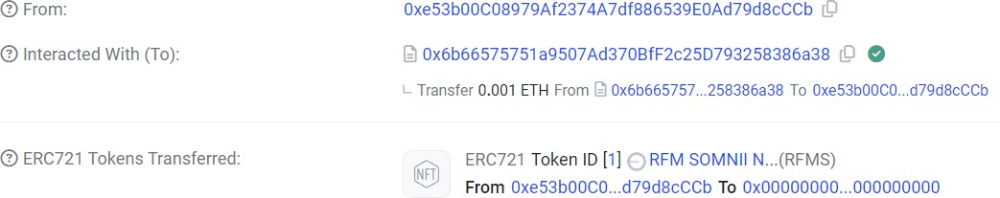 From: 0xe53b00C08979Af2374A7df886539E0Ad79d8cCCb
Interacted With (To): 0x6b66575751a9507Ad370BfF2c25D793258386a38
Transfer 0.001 ETH From 0x6b665757...258386a38 To 0xe53b00C0...d79d8cCCb
ERC721 Tokens Transferred: ERC721 Token ID [1] RFM SOMNII N...(RFMS)
NFT
From 0xe53b00C0...d79d8cCCb To 0x00000000...000000000